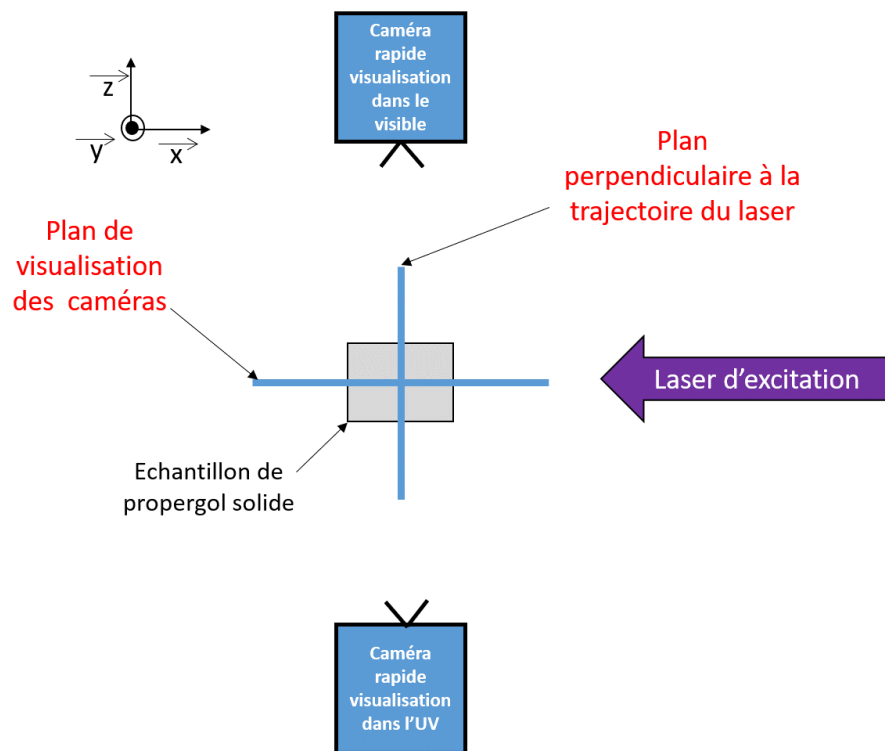 Caméra
rapide
visualisation
dans le
visible
z
y
x
Plan
perpendiculaire à la
trajectoire du laser
Plan de
visualisation
des caméras
Laser d’excitation
Echantillon de
propergol solide
Caméra
rapide
visualisation
dans l’UV